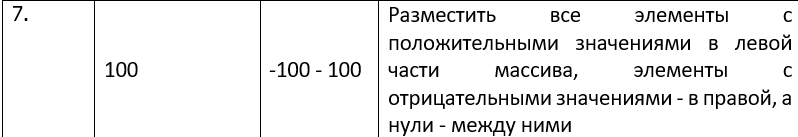 7.
100
-100 - 100
Разместить все элементы с
положительными значениями в левой
части массива, элементы с
отрицательными значениями - в правой, а
нули - между ними